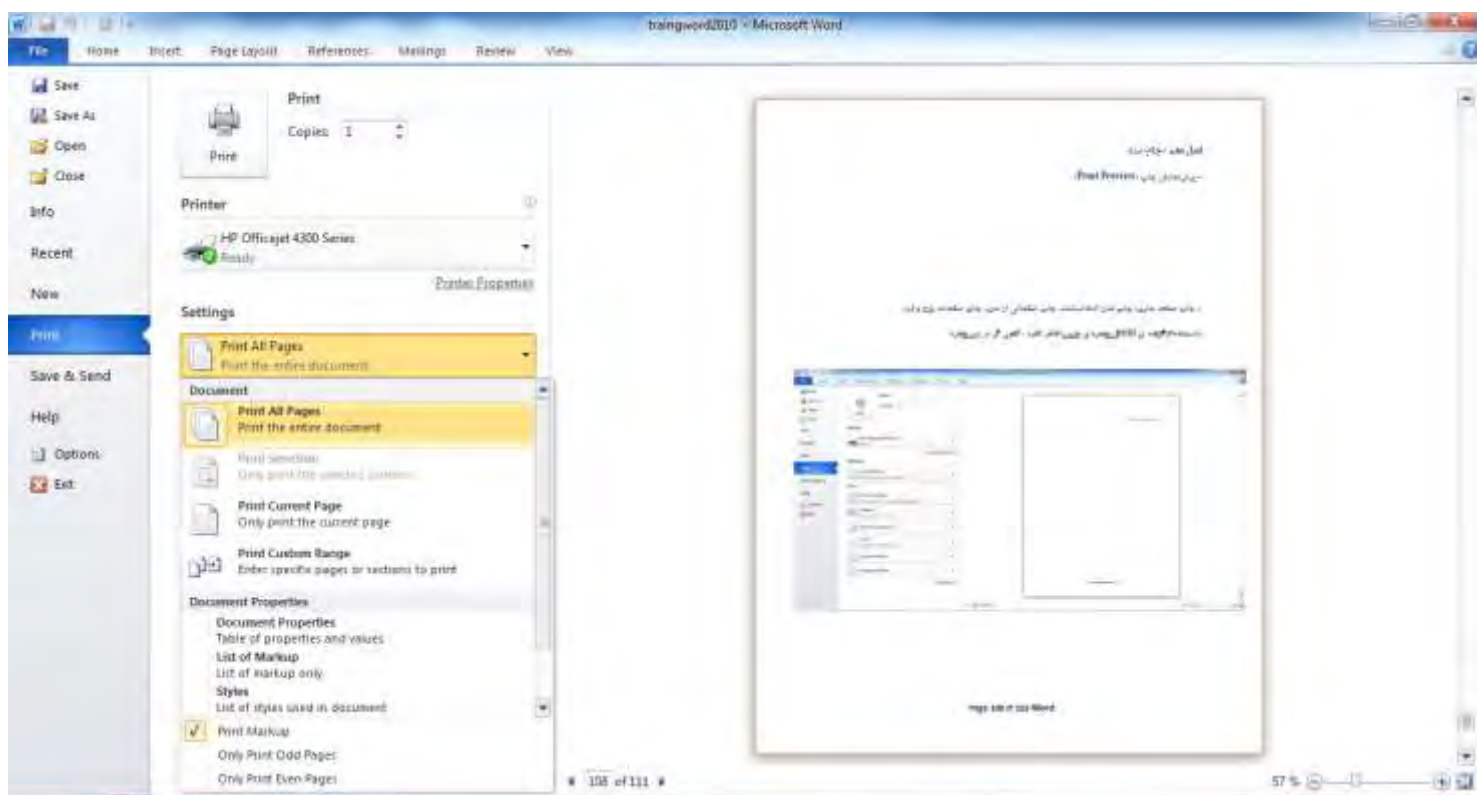 traingword2010 - Microsoft Word
File Home Insert Page Layout References Mailings Review View
Save
Save As
Open
Close
Info
Recent
New
Print
Save & Send
Help
Options
Exit
Print
Copies: 1
Print
Printer
HP Officejet 4300 Series
Ready
Printer Properties
Settings
Print All Pages
Print the entire document
Document
Print All Pages
Print the entire document
Print Selection
Only print the selected content
Print Current Page
Only print the current page
Print Custom Range
Enter specific pages or sections to print
Document Properties
Document Properties
Table of properties and values
List of Markup
List of markup only
Styles
List of styles used in document
Print Markup
Only Print Odd Pages
Only Print Even Pages
(Print Preview)
of 111
57 %